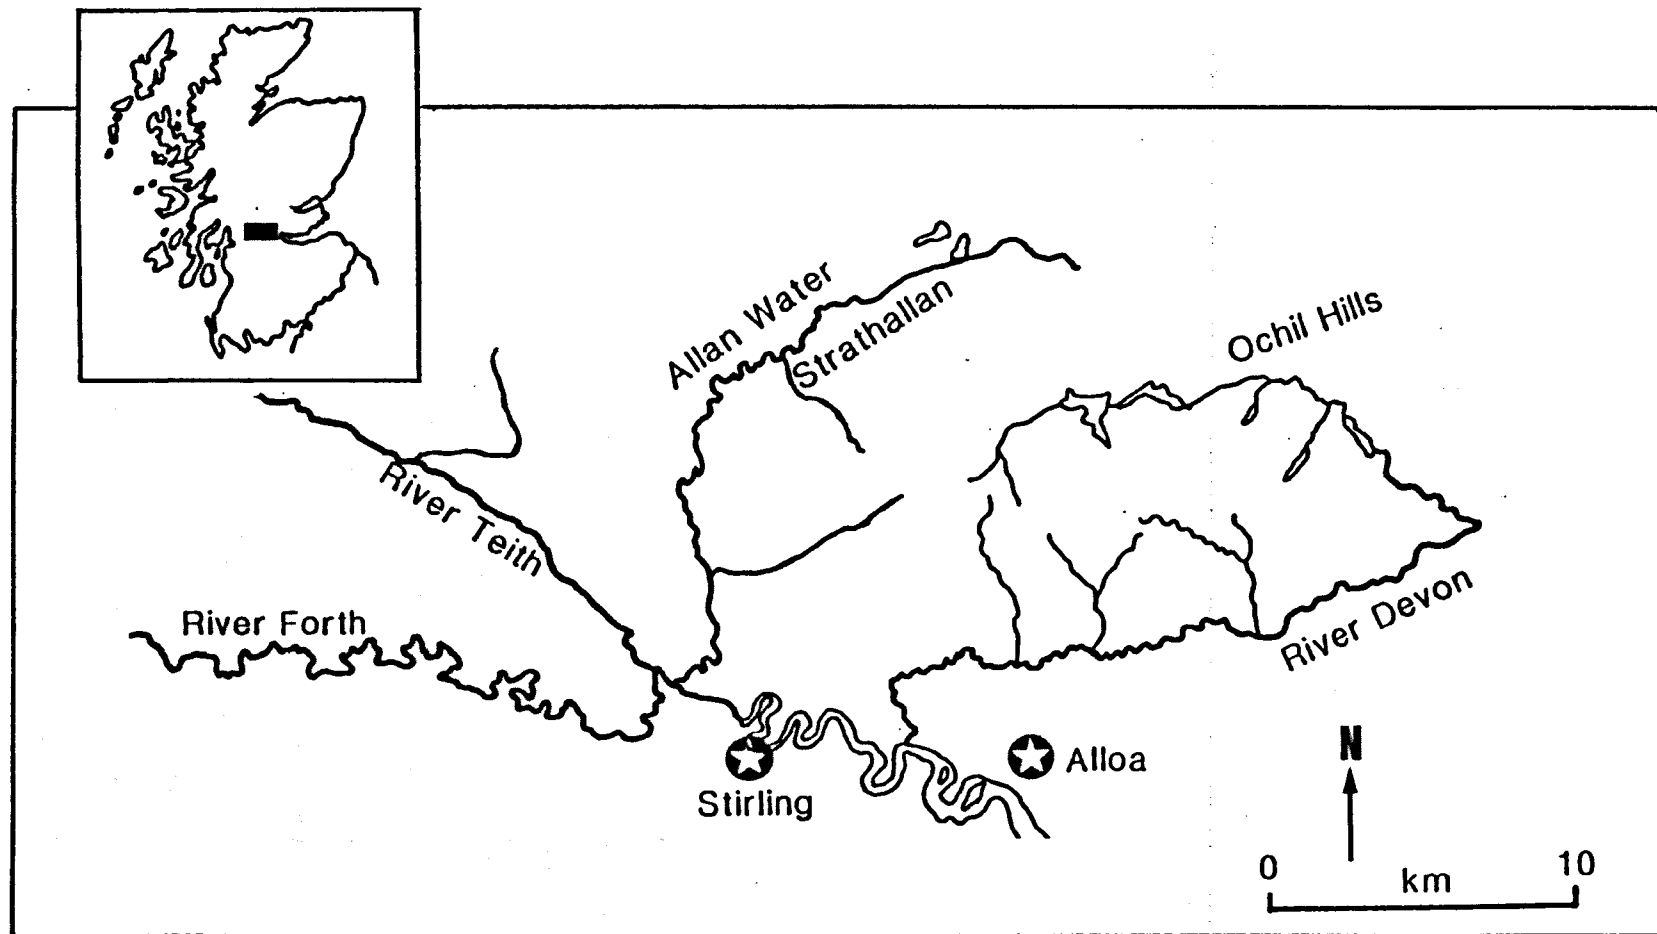 Allan Water
Strathallan
Ochil Hills
River Teith
River Forth
River Devon
Stirling
Alloa
N
0 10
km